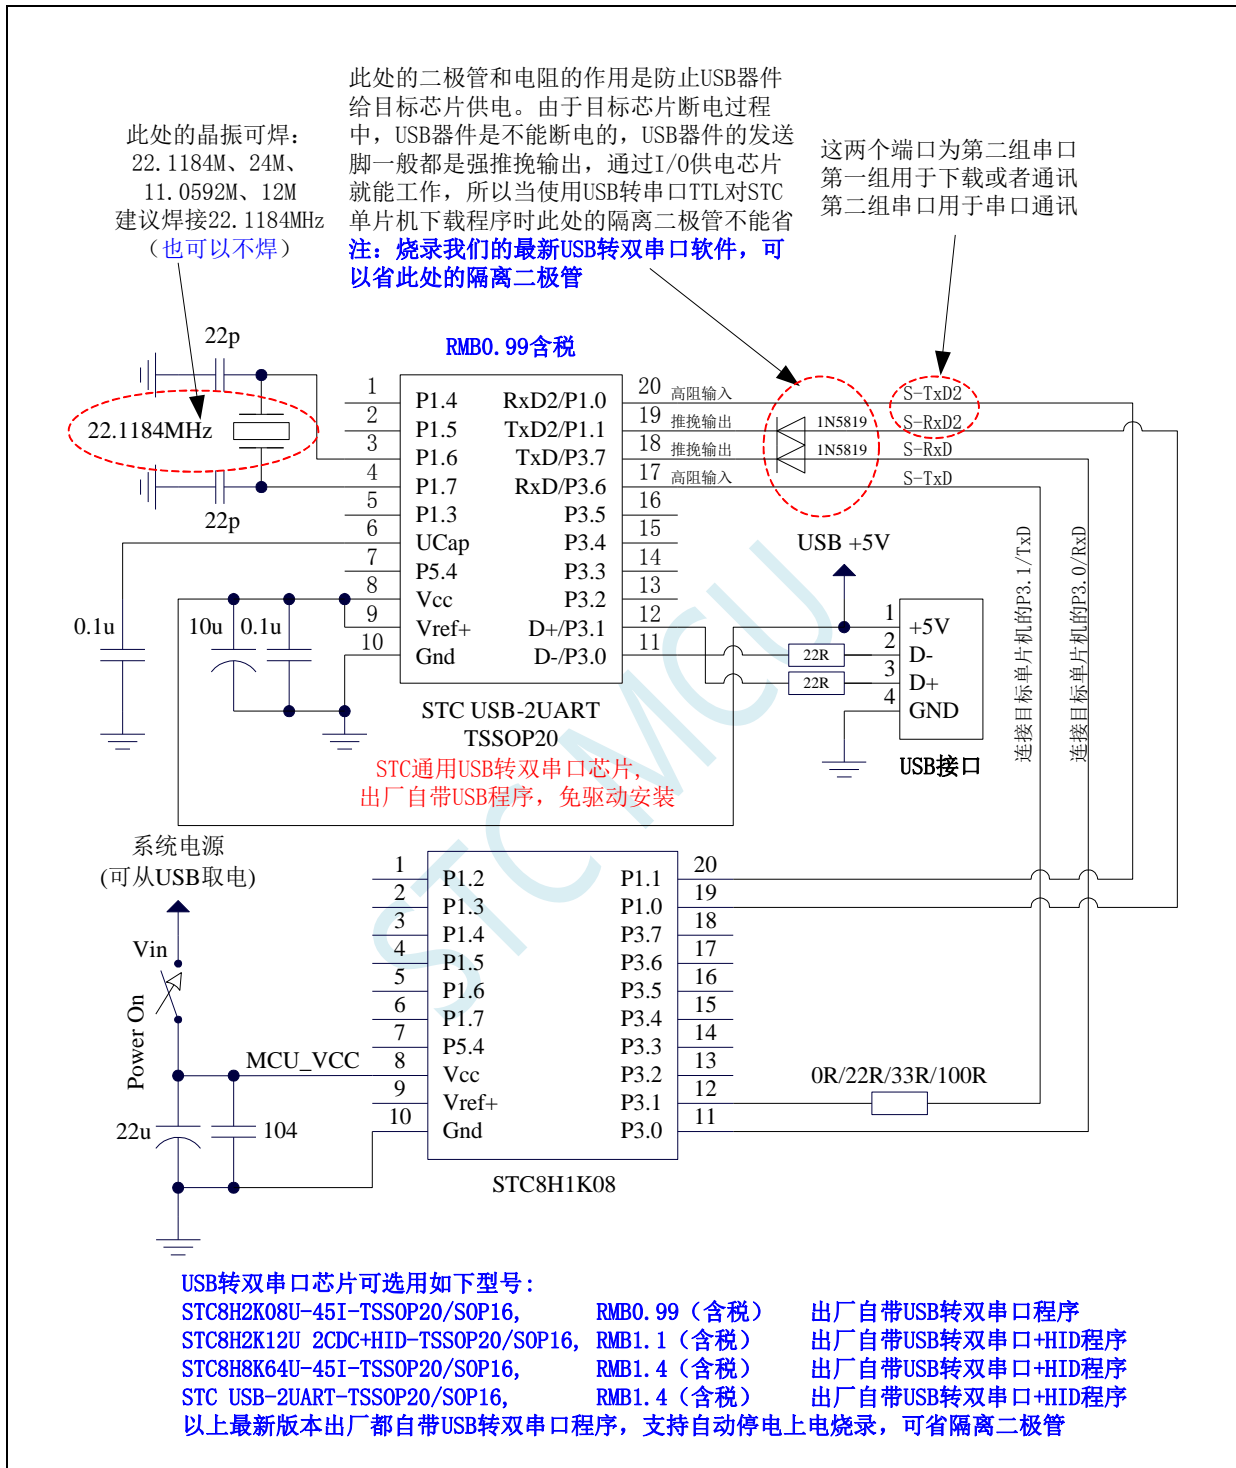 此处的二极管和电阻的作用是防止USB器件
给目标芯片供电。由于目标芯片断电过程
中，USB器件是不能断电的，USB器件的发送
脚一般都是强推挽输出，通过I/O供电芯片
就能工作，所以当使用USB转串口TTL对STC
单片机下载程序时此处的隔离二极管不能省
注：烧录我们的最新USB转双串口软件，可
以省此处的隔离二极管
此处的晶振可焊：
22.1184M、24M、
11.0592M、12M
建议焊接22.1184MHz
（也可以不焊）
这两个端口为第二组串口
第一组用于下载或者通讯
第二组串口用于串口通讯
22p
22.1184MHz
22p
RMB0.99含税
1 P1.4
2 P1.5
3 P1.6
4 P1.7
5 P1.3
6 UCap
7 P5.4
8 Vcc
9 Vref+
10 Gnd
RxD2/P1.0 20 高阻输入 S-TxD2
TxD2/P1.1 19 推挽输出 1N5819 S-RxD2
TxD/P3.7 18 推挽输出 1N5819 S-RxD
RxD/P3.6 17 高阻输入 S-TxD
P3.5 16
P3.4 15
P3.3 14
P3.2 13
D+/P3.1 12
D-/P3.0 11
0.1u
10u
0.1u
STC USB-2UART
TSSOP20
STC通用USB转双串口芯片，
出厂自带USB程序，免驱动安装
USB +5V
22R
22R
1 +5V
2 D-
3 D+
4 GND
USB接口
连接目标单片机的P3.1/TxD
连接目标单片机的P3.0/RxD
STC MCU
系统电源
(可从USB取电)
Vin
Power On
MCU_VCC
22u
104
1 P1.2
2 P1.3
3 P1.4
4 P1.5
5 P1.6
6 P1.7
7 P5.4
8 Vcc
9 Vref+
10 Gnd
P1.1 20
P1.0 19
P3.7 18
P3.6 17
P3.5 16
P3.4 15
P3.3 14
P3.2 13
P3.1 12
P3.0 11
0R/22R/33R/100R
STC8H1K08
USB转双串口芯片可选用如下型号：
STC8H2K08U-45I-TSSOP20/SOP16, RMB0.99（含税） 出厂自带USB转双串口程序
STC8H2K12U 2CDC+HID-TSSOP20/SOP16, RMB1.1（含税） 出厂自带USB转双串口+HID程序
STC8H8K64U-45I-TSSOP20/SOP16, RMB1.4（含税） 出厂自带USB转双串口+HID程序
STC USB-2UART-TSSOP20/SOP16, RMB1.4（含税） 出厂自带USB转双串口+HID程序
以上最新版本出厂都自带USB转双串口程序，支持自动停电上电烧录，可省隔离二极管